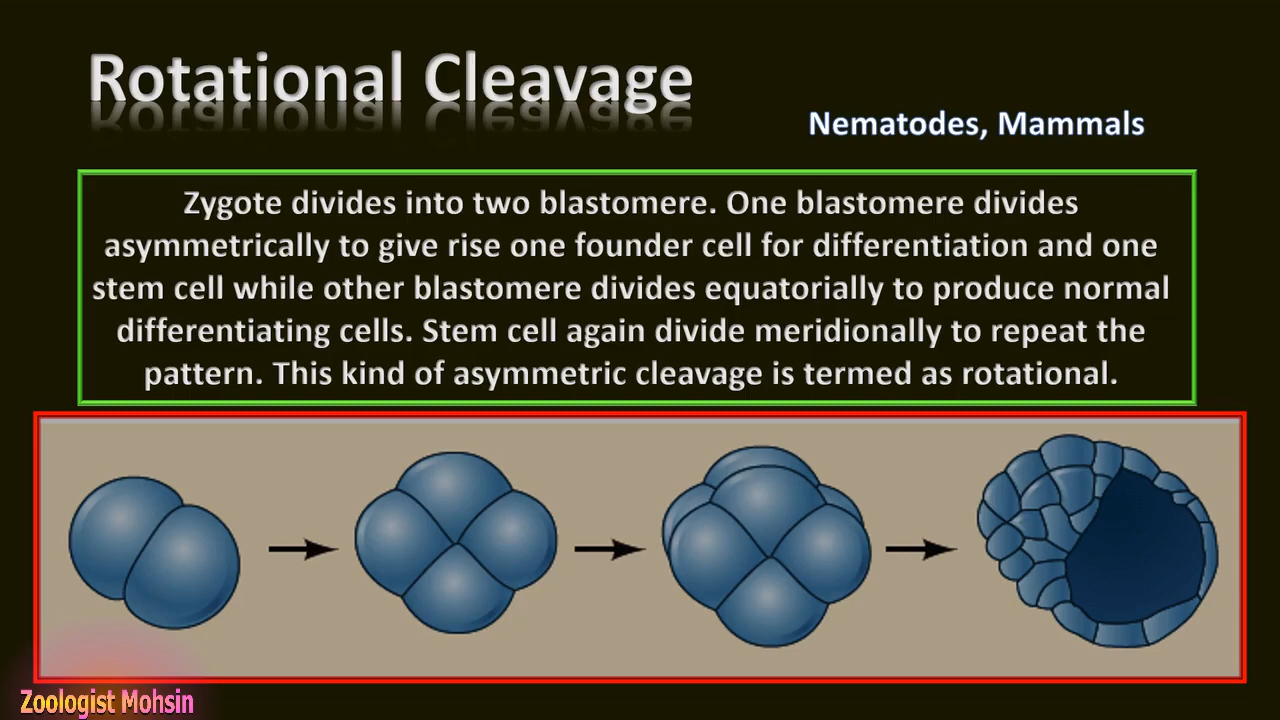 Rotational Cleavage
Nematodes, Mammals
Zygote divides into two blastomere. One blastomere divides
asymmetrically to give rise one founder cell for differentiation and one
stem cell while other blastomere divides equatorially to produce normal
differentiating cells. Stem cell again divide meridionally to repeat the
pattern. This kind of asymmetric cleavage is termed as rotational.
Zoologist Mohsin